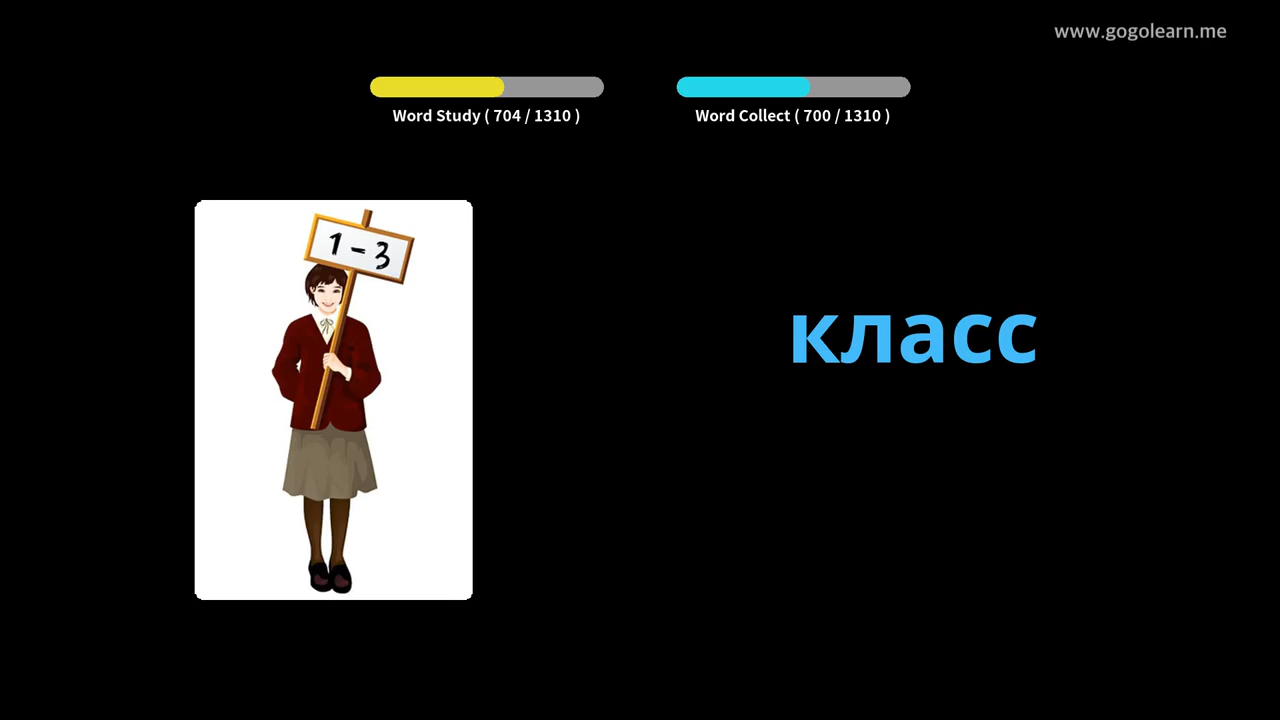 www.gogolearn.me
Word Study ( 704 / 1310 )
Word Collect ( 700 / 1310 )
1 - 3
класс